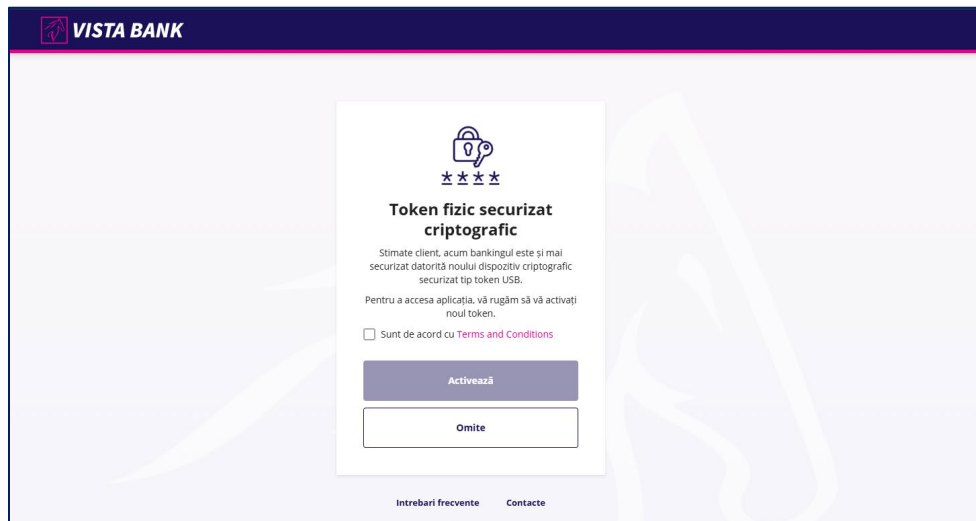 VISTA BANK
Token fizic securizat
criptografic
Stimate client, acum bankingul este și mai
securizat datorită noului dispozitiv criptografic
securizat tip token USB.
Pentru a accesa aplicația, vă rugăm să vă activați
noul token.
Sunt de acord cu Terms and Conditions
Activează
Omite
Intrebari frecvente Contacte